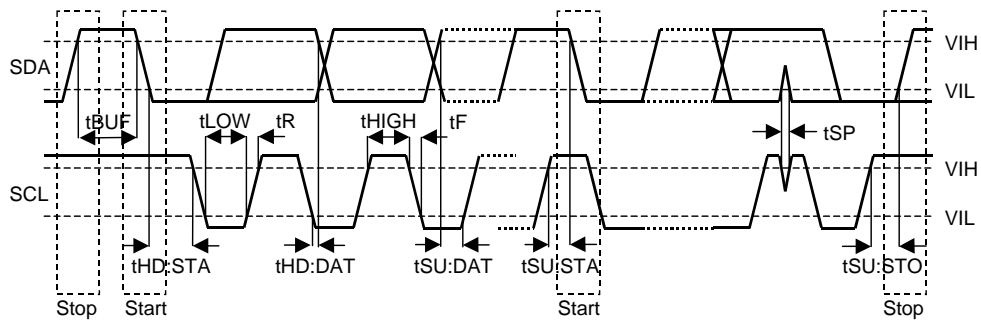 SDA
VIH
VIL
tBUF
tLOW
tR
tHIGH
tF
tSP
SCL
VIH
VIL
tHD:STA
tHD:DAT
tSU:DAT
tSU:STA
tSU:STO
Stop
Start
Start
Stop